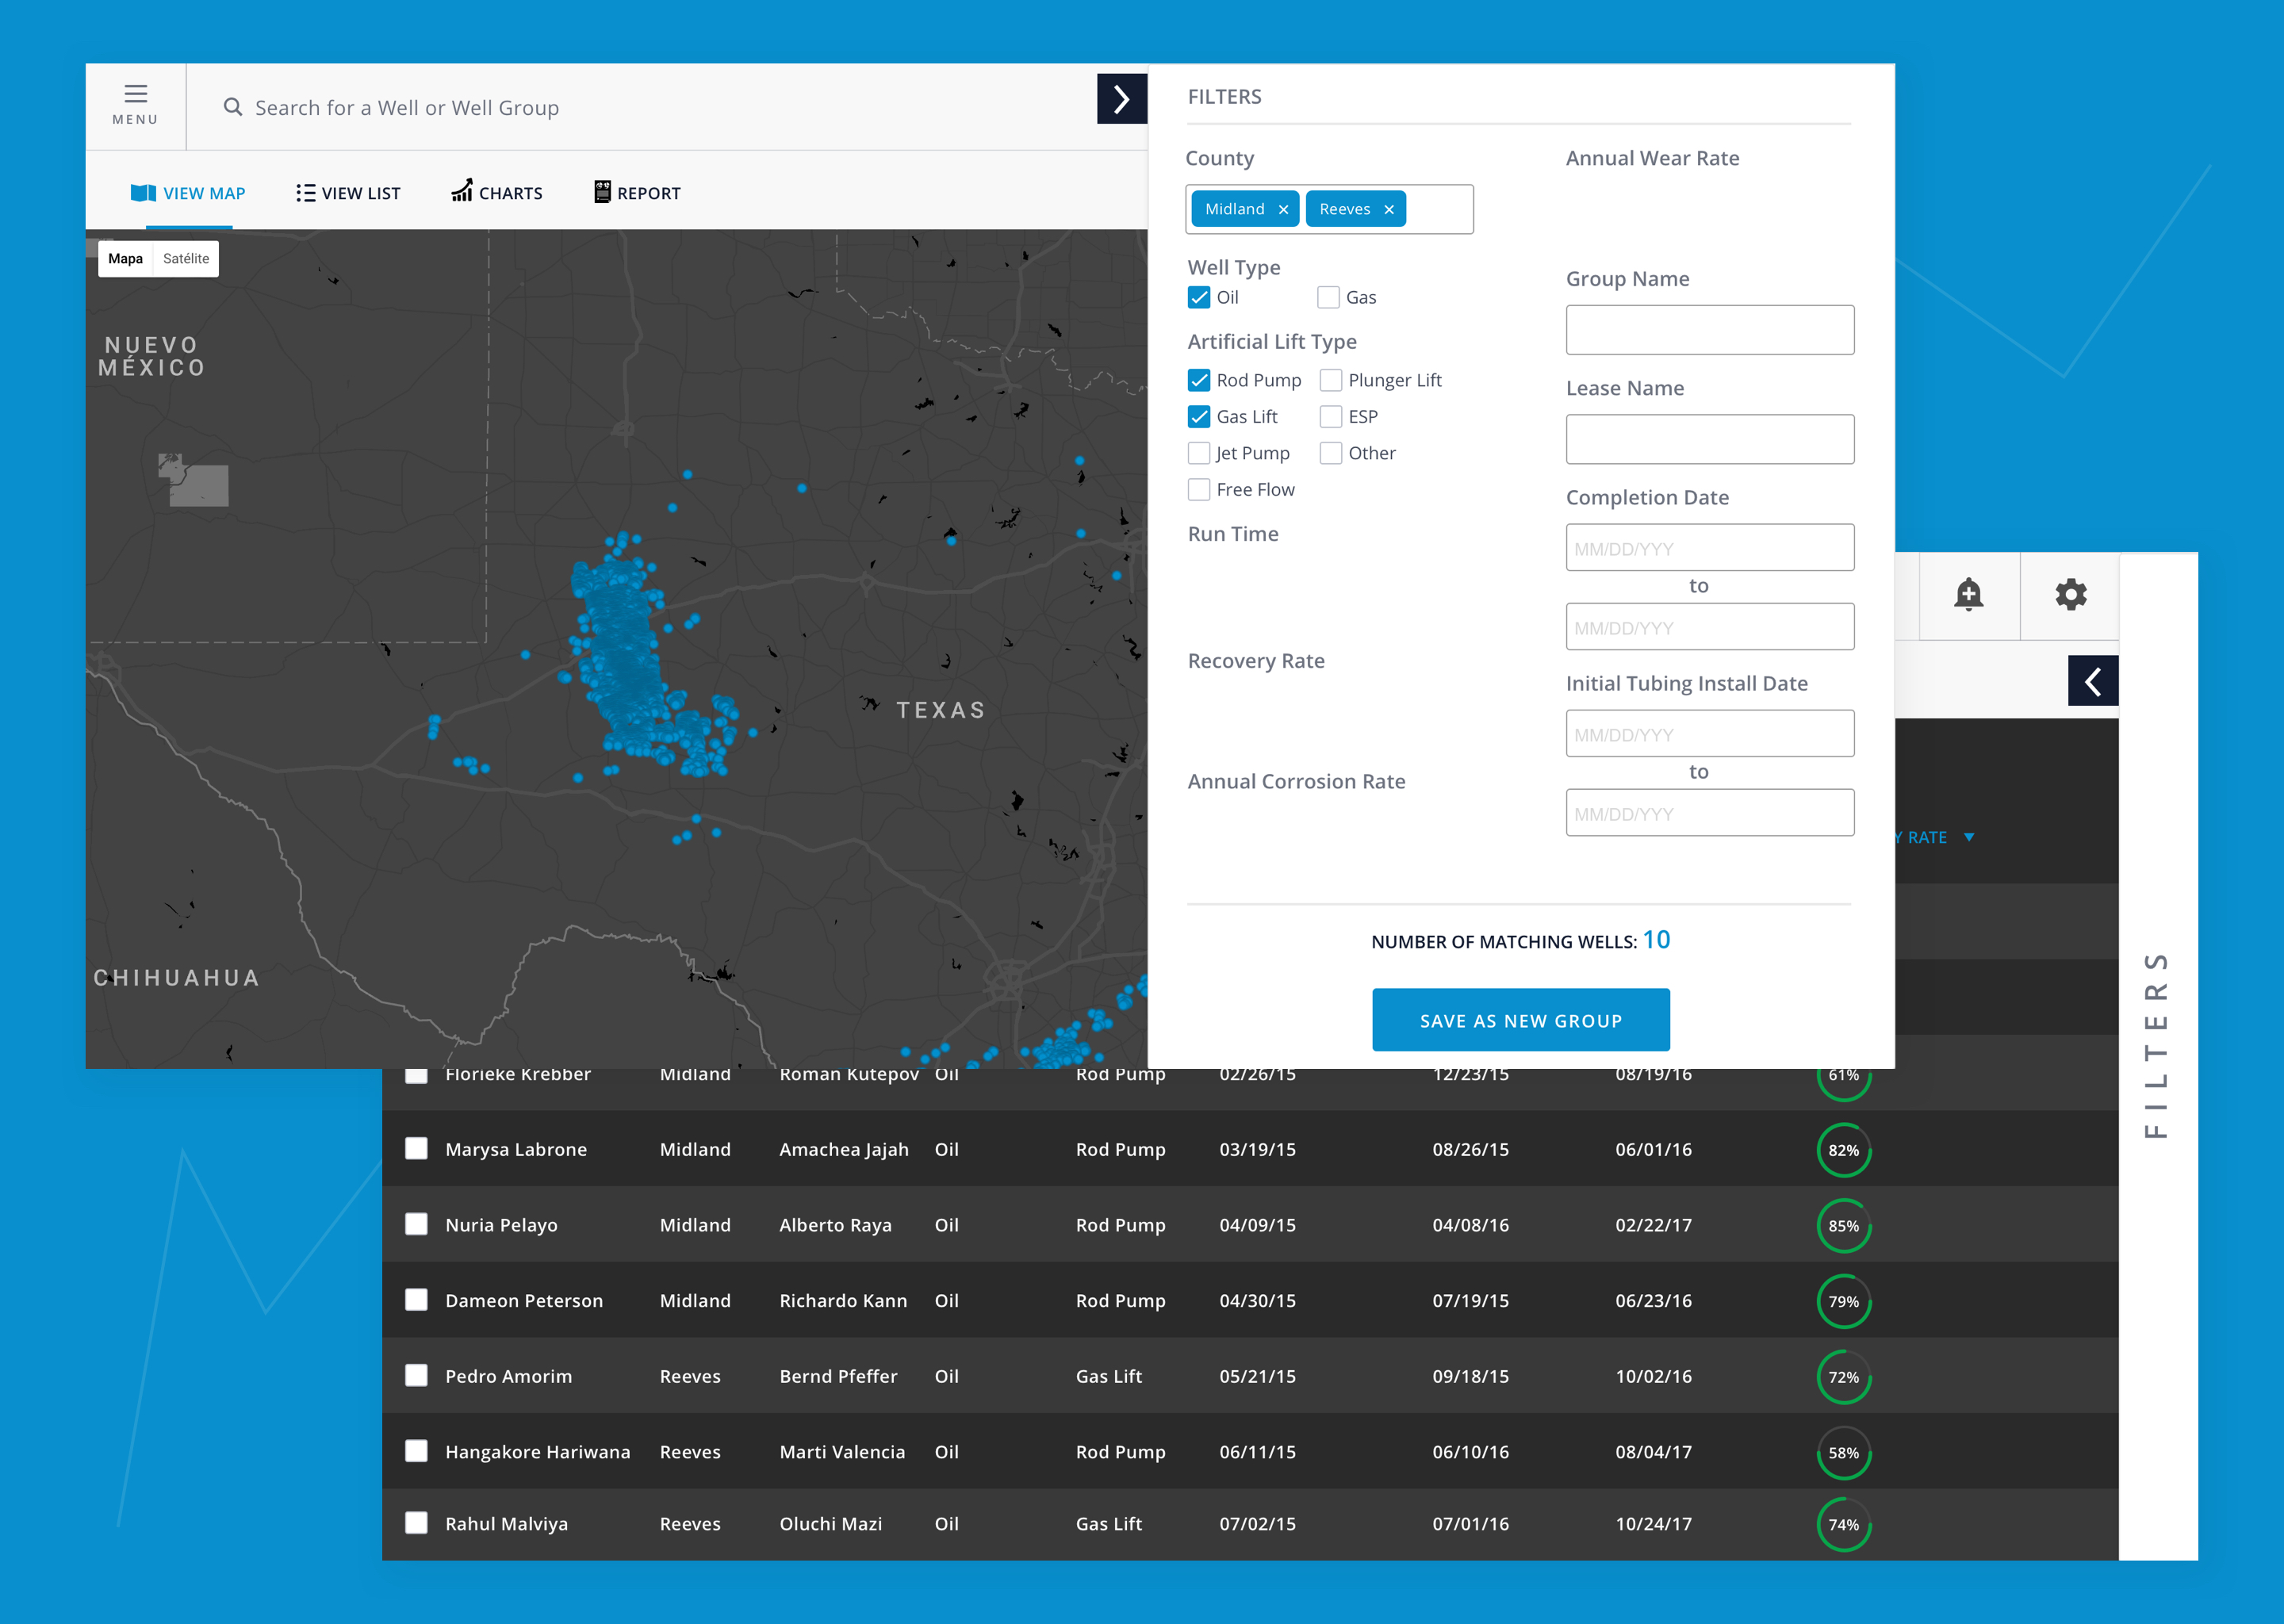 MENU
Search for a Well or Well Group
VIEW MAP
VIEW LIST
CHARTS
REPORT
Mapa
Satélite
NUEVO
MÉXICO
TEXAS
CHIHUAHUA
FILTERS
County
Midland
Reeves
Well Type
Oil
Gas
Artificial Lift Type
Rod Pump
Plunger Lift
Gas Lift
ESP
Jet Pump
Other
Free Flow
Run Time
Recovery Rate
Annual Corrosion Rate
Annual Wear Rate
Group Name
Lease Name
Completion Date
MM/DD/YYY
to
MM/DD/YYY
Initial Tubing Install Date
MM/DD/YYY
to
MM/DD/YYY
NUMBER OF MATCHING WELLS: 10
SAVE AS NEW GROUP
Y RATE
FILTERS
Florieke Krebber Midland Roman Kutepov Oil Rod Pump 02/26/15 12/23/15 08/19/16 61%
Marysa Labrone Midland Amachea Jajah Oil Rod Pump 03/19/15 08/26/15 06/01/16 82%
Nuria Pelayo Midland Alberto Raya Oil Rod Pump 04/09/15 04/08/16 02/22/17 85%
Dameon Peterson Midland Richardo Kann Oil Rod Pump 04/30/15 07/19/15 06/23/16 79%
Pedro Amorim Reeves Bernd Pfeffer Oil Gas Lift 05/21/15 09/18/15 10/02/16 72%
Hangakore Hariwana Reeves Marti Valencia Oil Rod Pump 06/11/15 06/10/16 08/04/17 58%
Rahul Malviya Reeves Oluchi Mazi Oil Gas Lift 07/02/15 07/01/16 10/24/17 74%